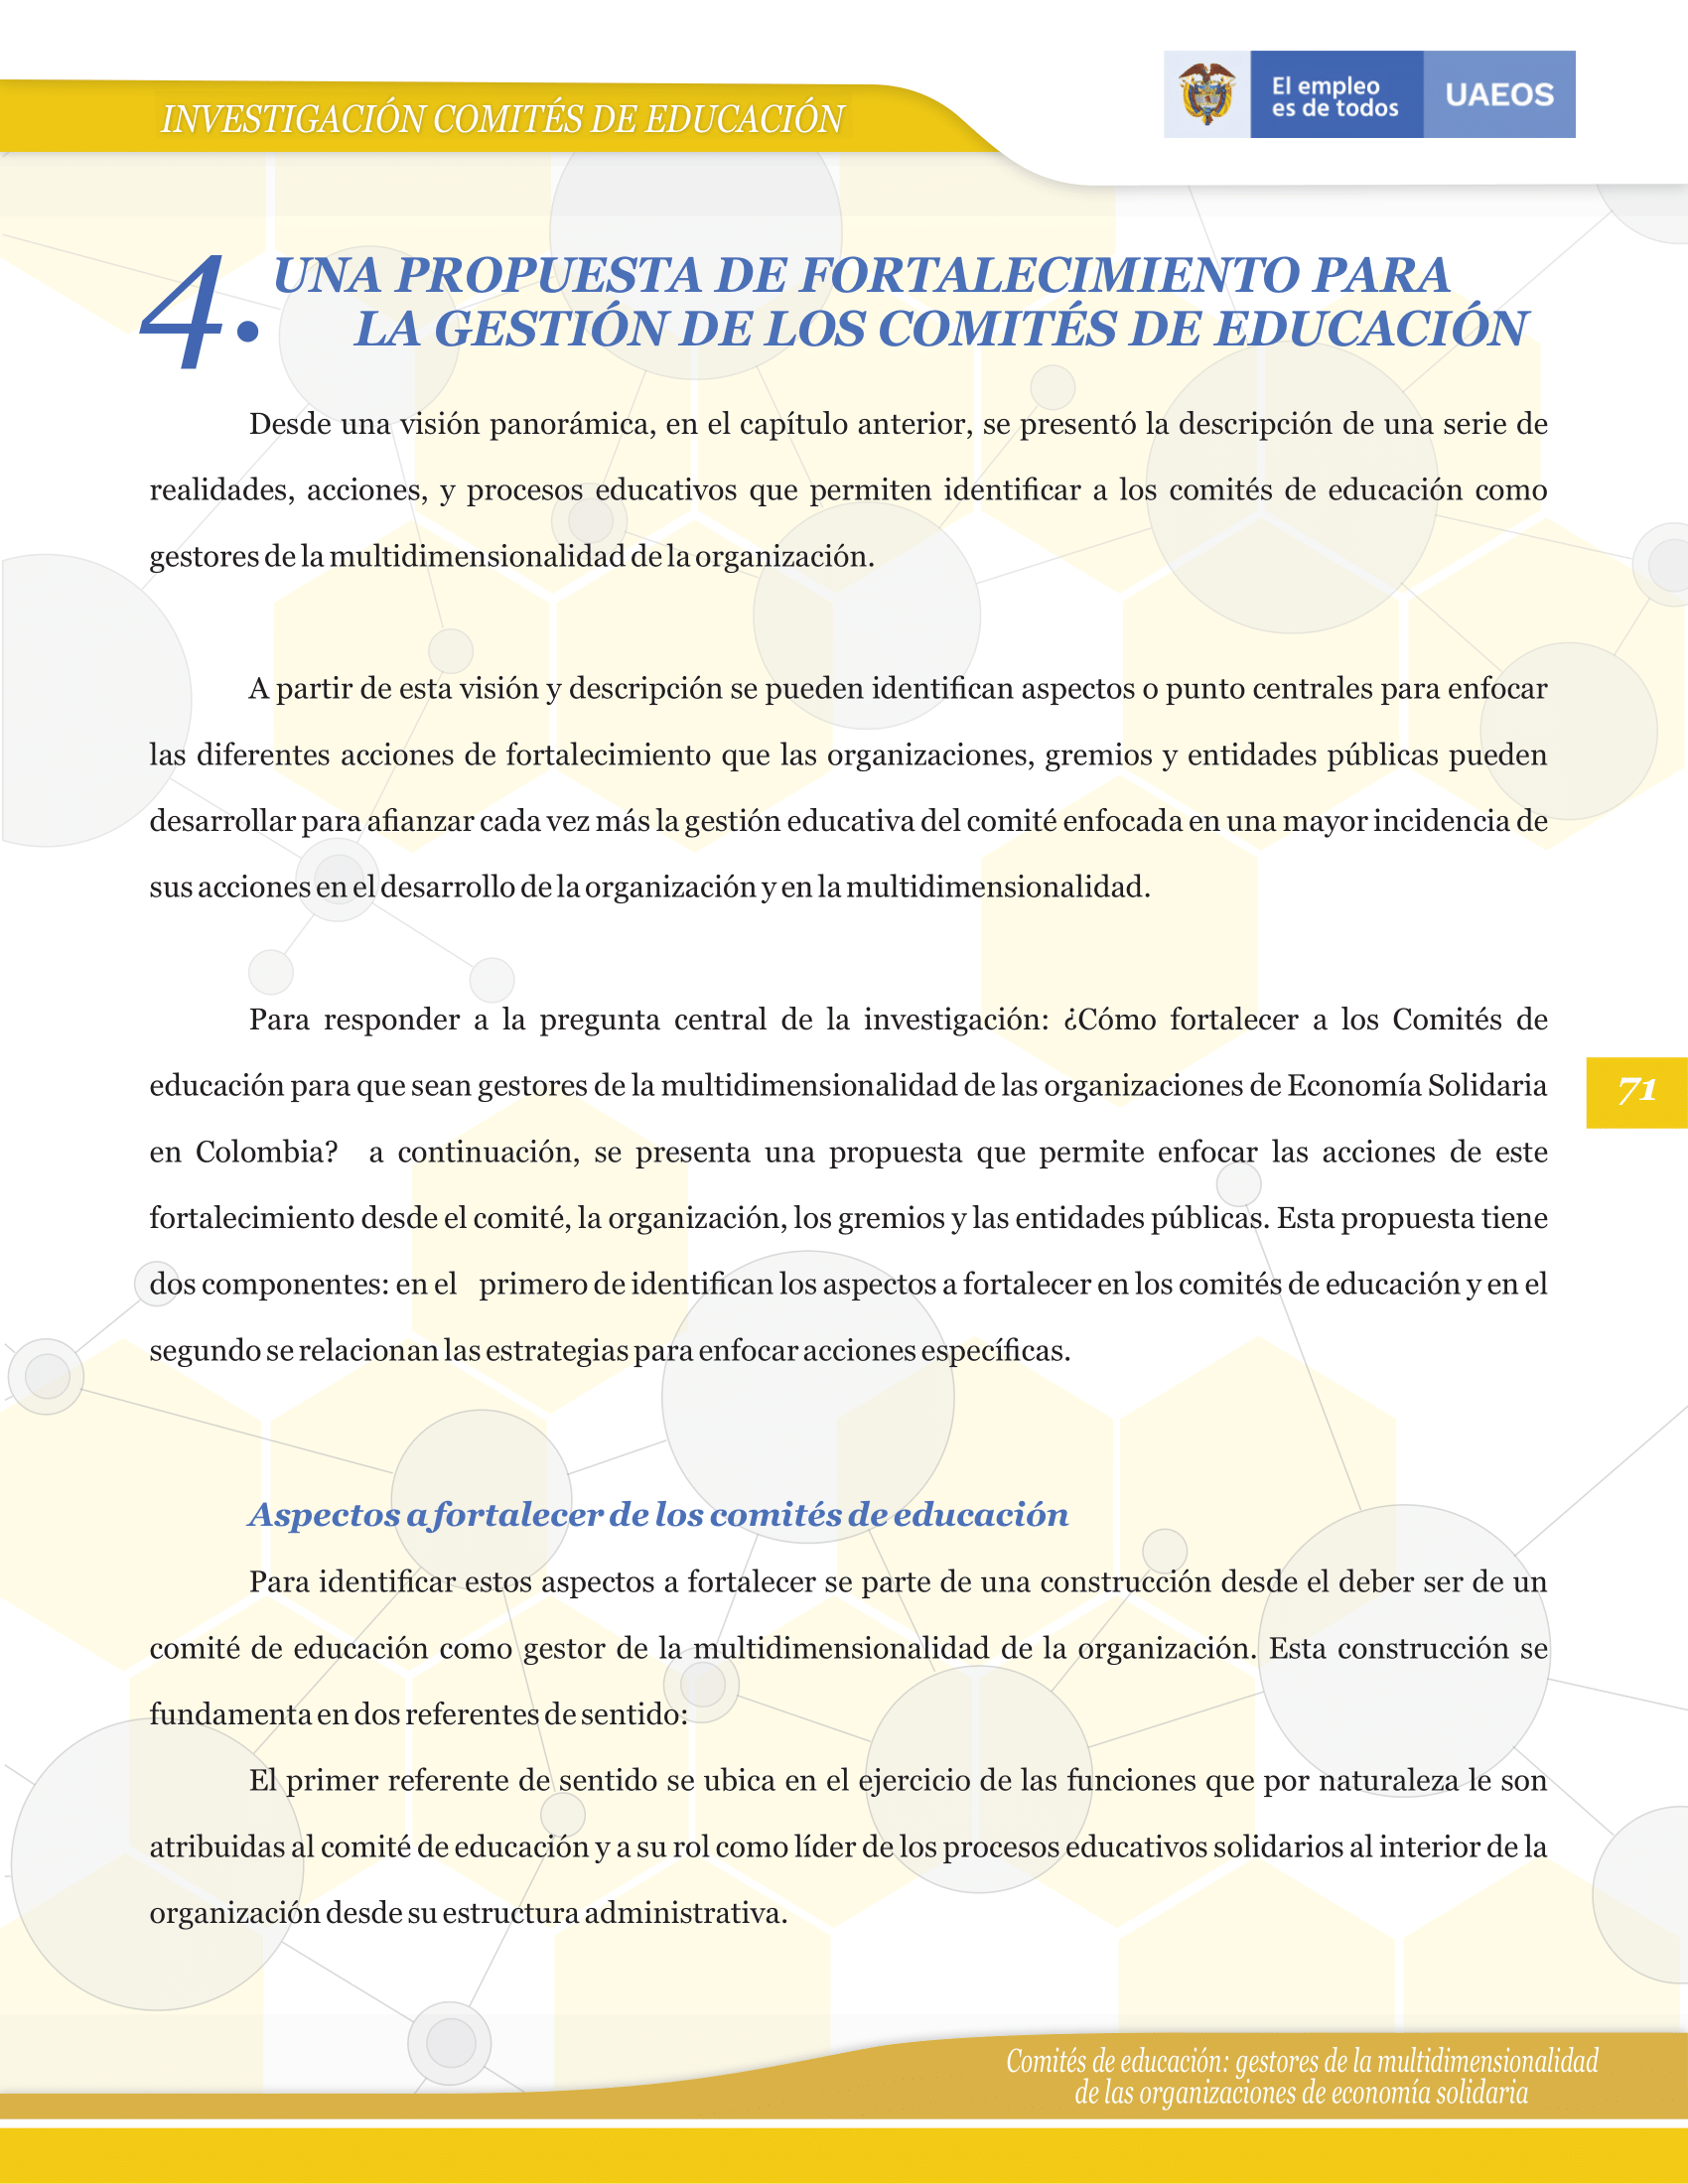 INVESTIGACIÓN COMITÉS DE EDUCACIÓN
El empleo
es de todos
UAEOS
4. UNA PROPUESTA DE FORTALECIMIENTO PARA
LA GESTIÓN DE LOS COMITÉS DE EDUCACIÓN
Desde una visión panorámica, en el capítulo anterior, se presentó la descripción de una serie de
realidades, acciones, y procesos educativos que permiten identificar a los comités de educación como
gestores de la multidimensionalidad de la organización.
A partir de esta visión y descripción se pueden identifican aspectos o punto centrales para enfocar
las diferentes acciones de fortalecimiento que las organizaciones, gremios y entidades públicas pueden
desarrollar para afianzar cada vez más la gestión educativa del comité enfocada en una mayor incidencia de
sus acciones en el desarrollo de la organización y en la multidimensionalidad.
Para responder a la pregunta central de la investigación: ¿Cómo fortalecer a los Comités de
educación para que sean gestores de la multidimensionalidad de las organizaciones de Economía Solidaria
en Colombia? a continuación, se presenta una propuesta que permite enfocar las acciones de este
fortalecimiento desde el comité, la organización, los gremios y las entidades públicas. Esta propuesta tiene
dos componentes: en el primero de identifican los aspectos a fortalecer en los comités de educación y en el
segundo se relacionan las estrategias para enfocar acciones específicas.
71
Aspectos a fortalecer de los comités de educación
Para identificar estos aspectos a fortalecer se parte de una construcción desde el deber ser de un
comité de educación como gestor de la multidimensionalidad de la organización. Esta construcción se
fundamenta en dos referentes de sentido:
El primer referente de sentido se ubica en el ejercicio de las funciones que por naturaleza le son
atribuidas al comité de educación y a su rol como líder de los procesos educativos solidarios al interior de la
organización desde su estructura administrativa.
Comités de educación: gestores de la multidimensionalidad
de las organizaciones de economía solidaria